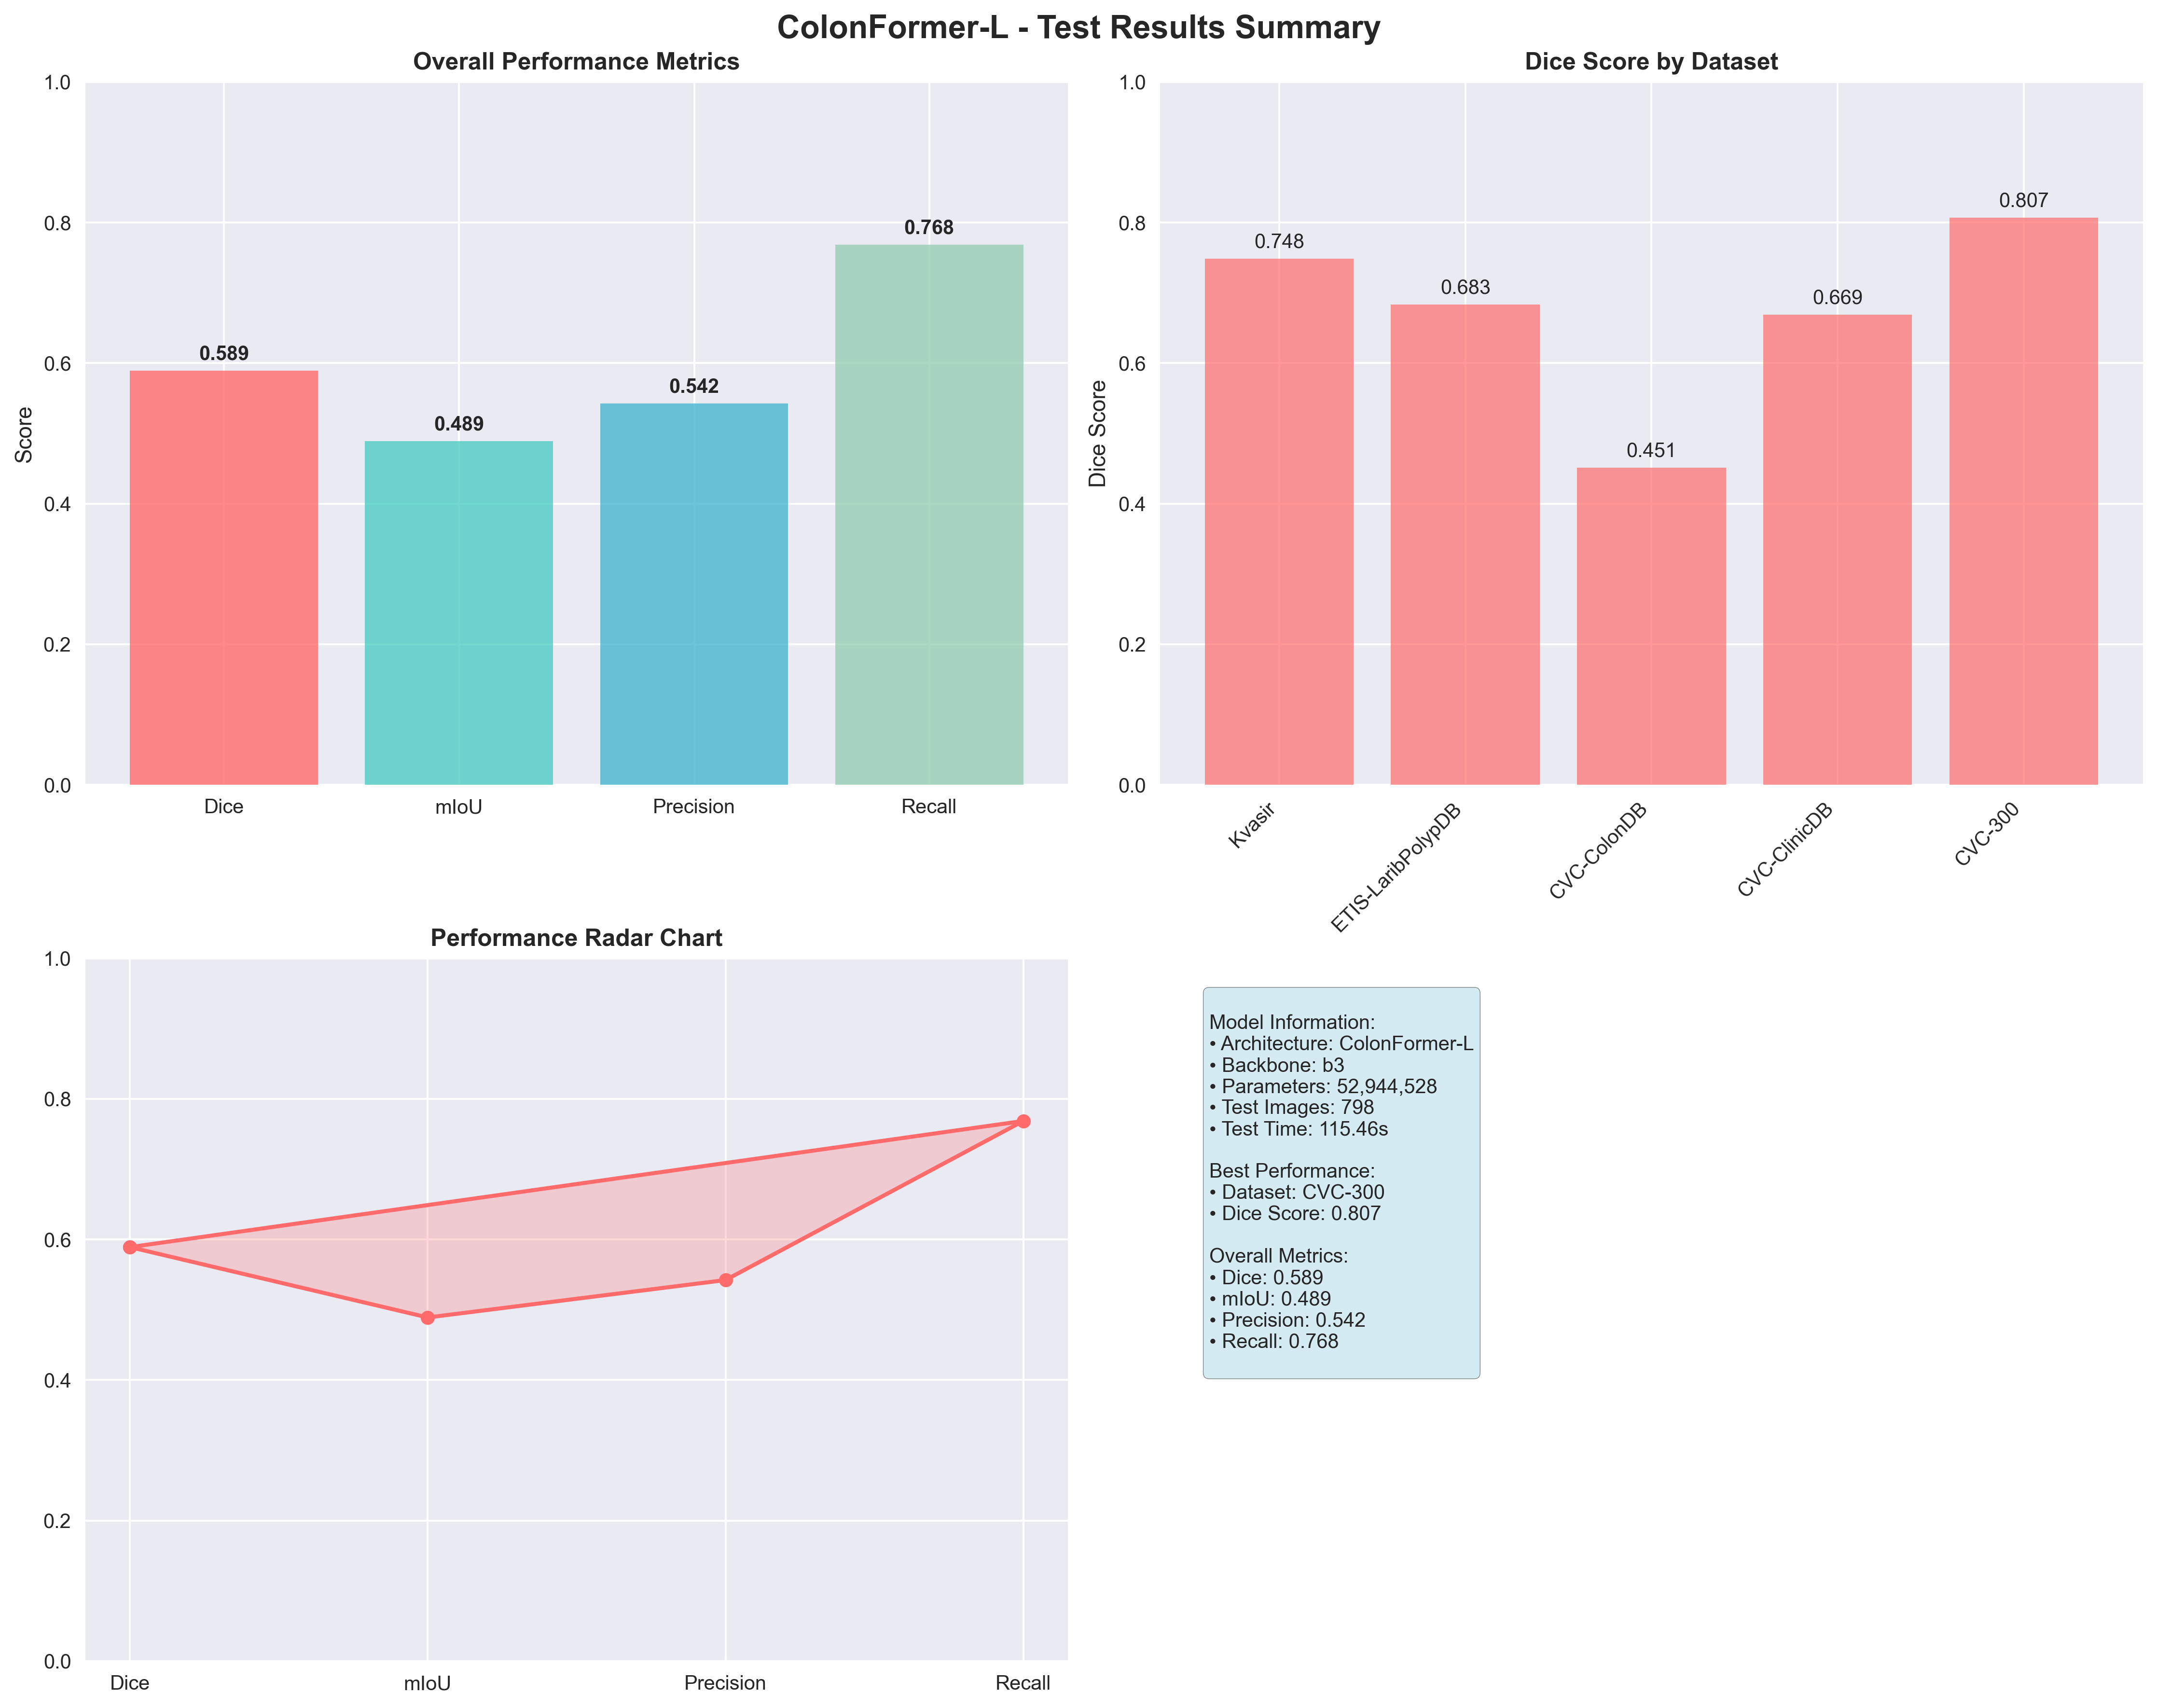 ColonFormer-L - Test Results Summary
Overall Performance Metrics
1.0
0.8
0.6
0.4
0.2
0.0
Score
0.589
0.489
0.542
0.768
Dice
mIoU
Precision
Recall
Dice Score by Dataset
1.0
0.8
0.6
0.4
0.2
0.0
Dice Score
0.748
0.683
0.451
0.669
0.807
Kvasir
ETIS-LaribPolypDB
CVC-ColonDB
CVC-ClinicDB
CVC-300
Performance Radar Chart
1.0
0.8
0.6
0.4
0.2
0.0
Dice
mIoU
Precision
Recall
Model Information:
• Architecture: ColonFormer-L
• Backbone: b3
• Parameters: 52,944,528
• Test Images: 798
• Test Time: 115.46s
Best Performance:
• Dataset: CVC-300
• Dice Score: 0.807
Overall Metrics:
• Dice: 0.589
• mIoU: 0.489
• Precision: 0.542
• Recall: 0.768